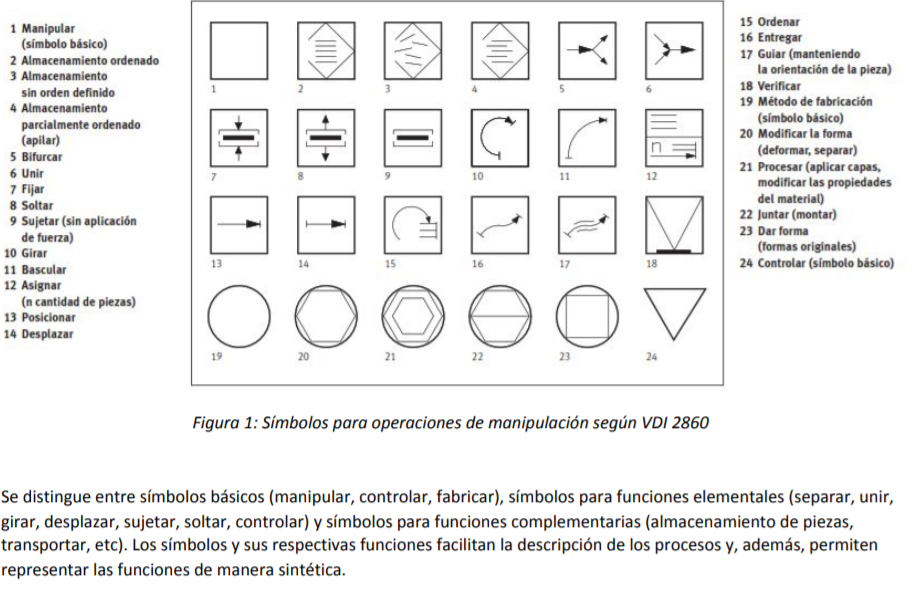 1 Manipular
(símbolo básico)
2 Almacenamiento ordenado
3 Almacenamiento
sin orden definido
4 Almacenamiento
parcialmente ordenado
(apilar)
5 Bifurcar
6 Unir
7 Fijar
8 Soltar
9 Sujetar (sin aplicación
de fuerza)
10 Girar
11 Bascular
12 Asignar
(n cantidad de piezas)
13 Posicionar
14 Desplazar
1 2 3 4 5 6
n
7 8 9 10 11 12
13 14 15 16 17 18
19 20 21 22 23 24
15 Ordenar
16 Entregar
17 Guiar (manteniendo
la orientación de la pieza)
18 Verificar
19 Método de fabricación
(símbolo básico)
20 Modificar la forma
(deformar, separar)
21 Procesar (aplicar capas,
modificar las propiedades
del material)
22 Juntar (montar)
23 Dar forma
(formas originales)
24 Controlar (símbolo básico)
Figura 1: Símbolos para operaciones de manipulación según VDI 2860
Se distingue entre símbolos básicos (manipular, controlar, fabricar), símbolos para funciones elementales (separar, unir,
girar, desplazar, sujetar, soltar, controlar) y símbolos para funciones complementarias (almacenamiento de piezas,
transportar, etc). Los símbolos y sus respectivas funciones facilitan la descripción de los procesos y, además, permiten
representar las funciones de manera sintética.